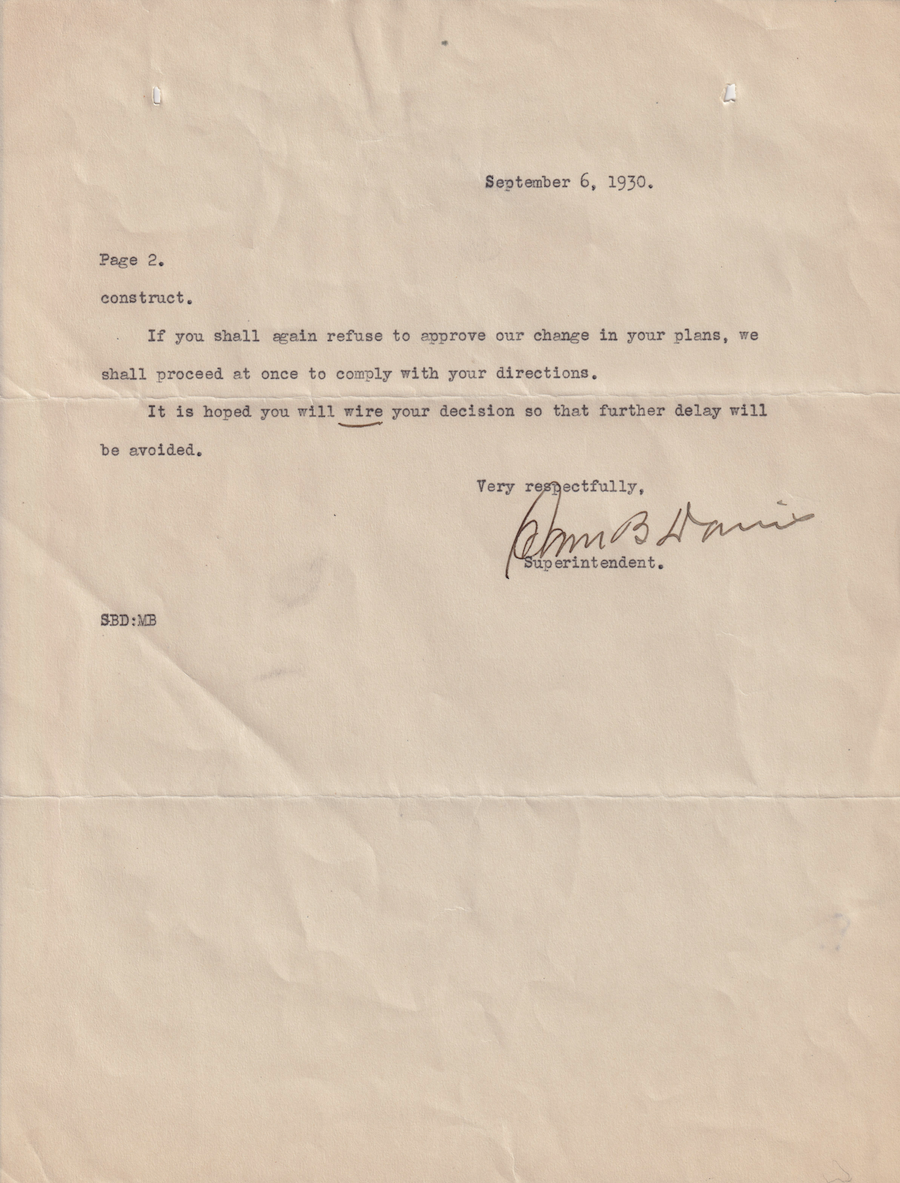 September 6, 1930.
Page 2.
construct.
If you shall again refuse to approve our change in your plans, we
shall proceed at once to comply with your directions.
It is hoped you will wire your decision so that further delay will
be avoided.
Very respectfully,
B Davis
Superintendent.
SBD:MB